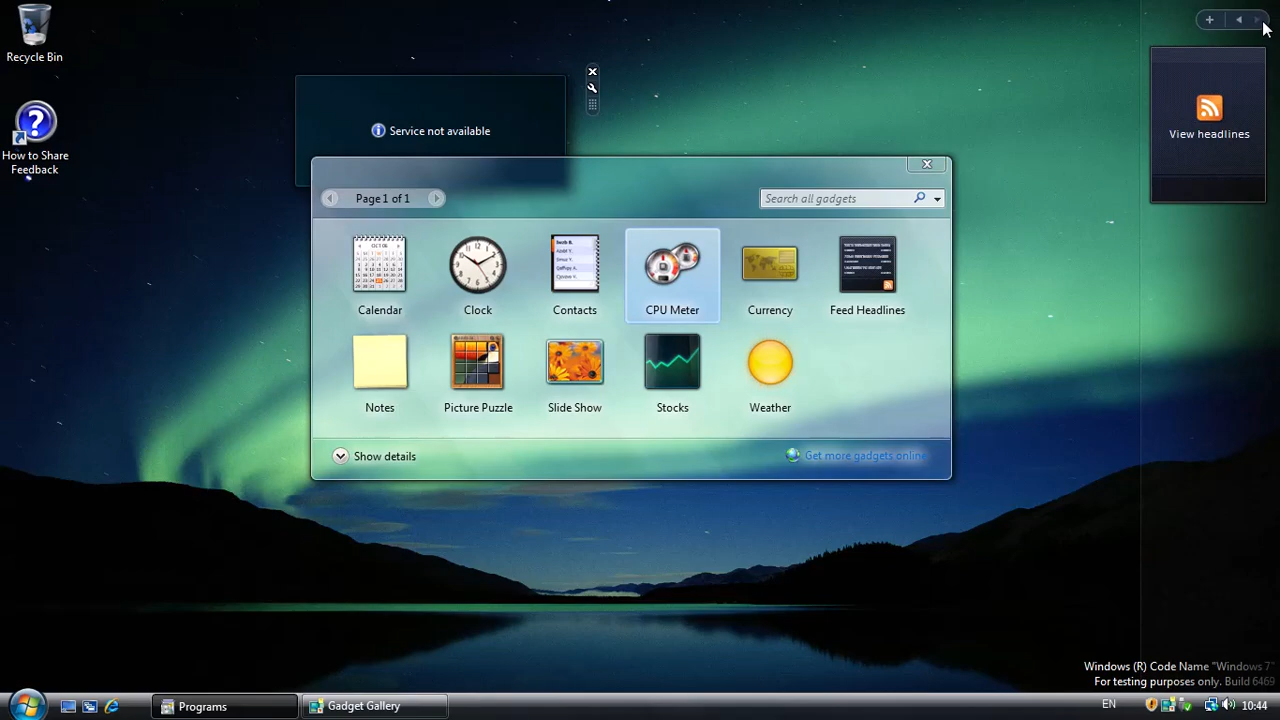 Recycle Bin
How to Share
Feedback
Service not available
View headlines
Page 1 of 1
Search all gadgets
Calendar
Clock
Contacts
CPU Meter
Currency
Feed Headlines
Notes
Picture Puzzle
Slide Show
Stocks
Weather
Show details
Get more gadgets online
Windows (R) Code Name "Windows 7"
For testing purposes only. Build 6469
Programs
Gadget Gallery
EN
10:44